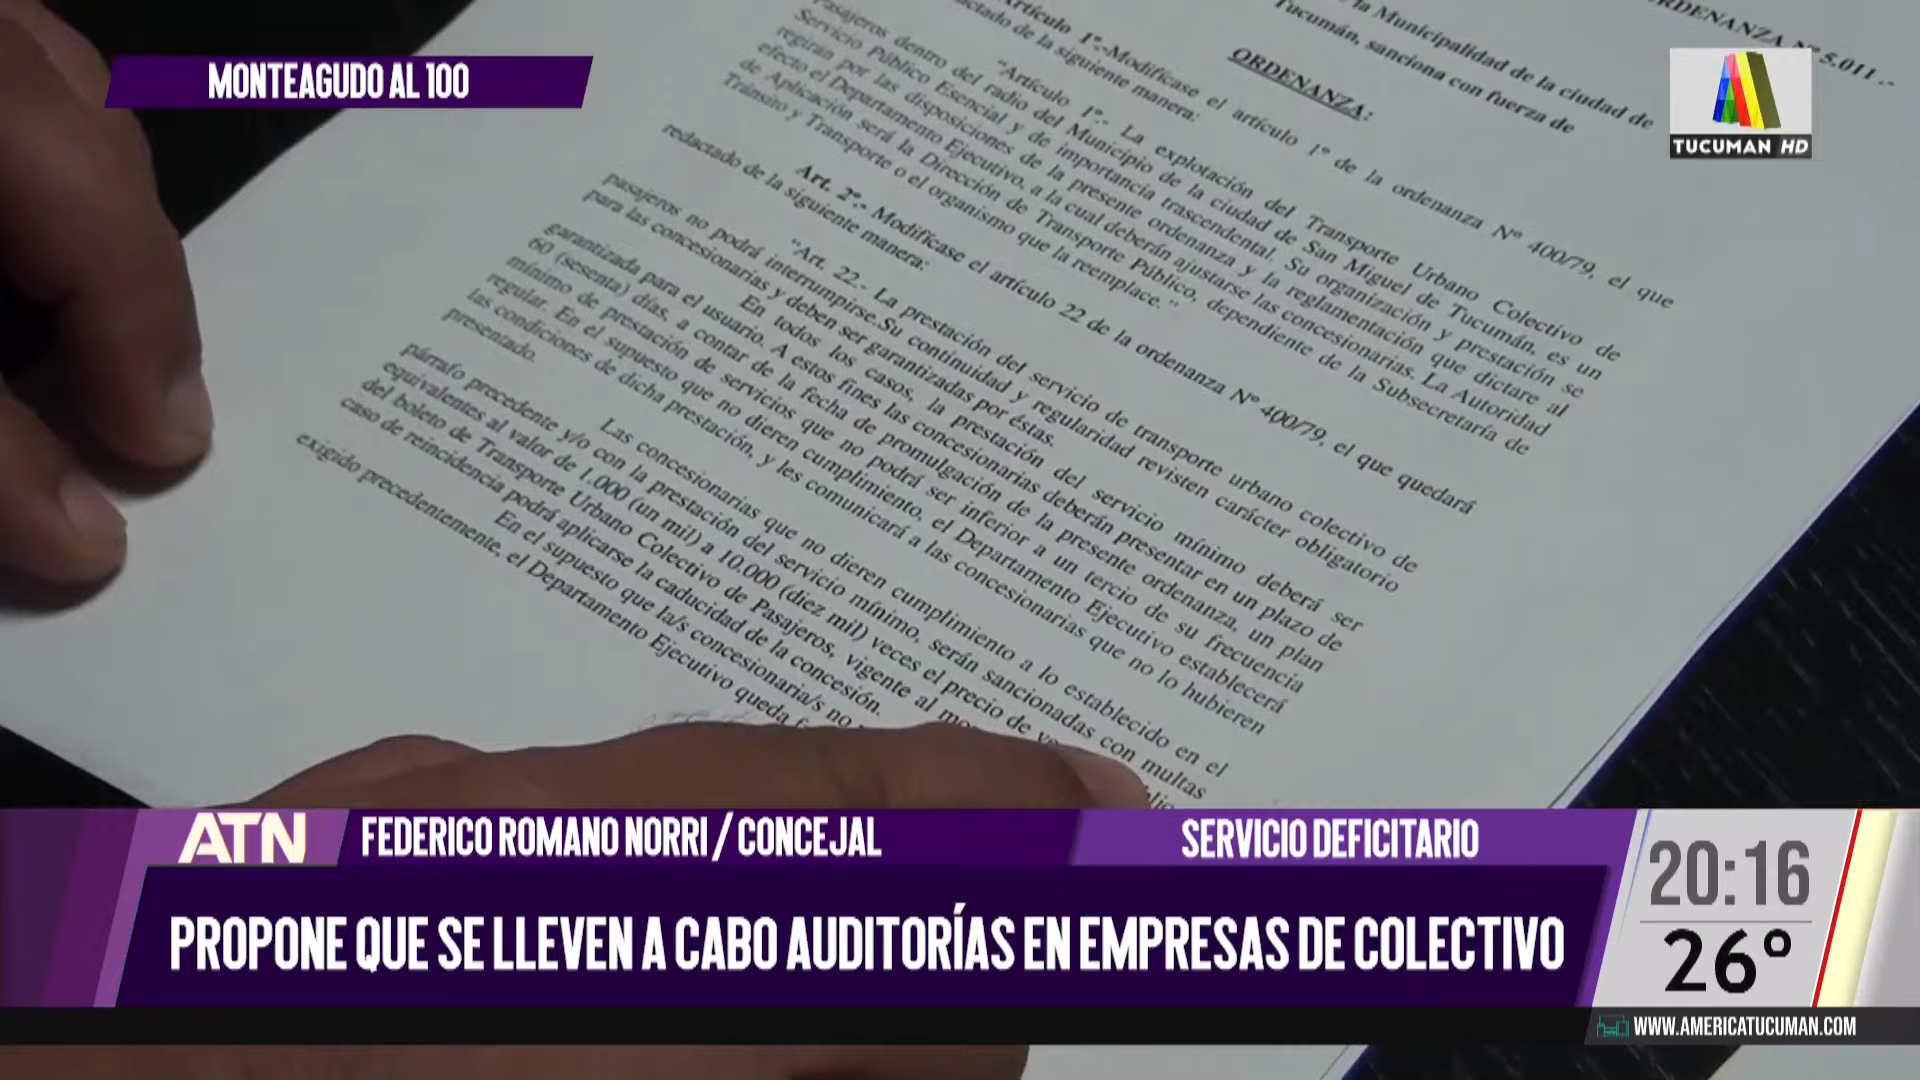 MONTEAGUDO AL 100
TUCUMAN HD
ORDENANZA Nº 5.011.-
la Municipalidad de la ciudad de
Tucumán, sanciona con fuerza de
ORDENANZA:
Artículo 1º.-Modifícase el artículo 1º de la ordenanza Nº 400/79, el que
redactado de la siguiente manera:
"Artículo 1º.- La explotación del Transporte Urbano Colectivo de
Pasajeros dentro del radio del Municipio de la ciudad de San Miguel de Tucumán, es un
Servicio Público Esencial y de importancia trascendental. Su organización y prestación se
regirán por las disposiciones de la presente ordenanza y la reglamentación que dictare al
efecto el Departamento Ejecutivo, a la cual deberán ajustarse las concesionarias. La Autoridad
de Aplicación será la Dirección de Transporte Público, dependiente de la Subsecretaría de
Tránsito y Transporte o el organismo que la reemplace."
Art. 2º.- Modifícase el artículo 22 de la ordenanza Nº 400/79, el que quedará
redactado de la siguiente manera:
"Art. 22.- La prestación del servicio de transporte urbano colectivo de
pasajeros no podrá interrumpirse.Su continuidad y regularidad revisten carácter obligatorio
para las concesionarias y deben ser garantizadas por éstas.
En todos los casos, la prestación del servicio mínimo deberá ser
garantizada para el usuario. A estos fines las concesionarias deberán presentar en un plazo de
60 (sesenta) días, a contar de la fecha de promulgación de la presente ordenanza, un plan
mínimo de prestación de servicios que no podrá ser inferior a un tercio de su frecuencia
regular. En el supuesto que no dieren cumplimiento, el Departamento Ejecutivo establecerá
las condiciones de dicha prestación, y les comunicará a las concesionarias que no lo hubieren
presentado.
Las concesionarias que no dieren cumplimiento a lo establecido en el
párrafo precedente y/o con la prestación del servicio mínimo, serán sancionadas con multas
equivalentes al valor de 1.000 (un mil) a 10.000 (diez mil) veces el precio de
del boleto de Transporte Urbano Colectivo de Pasajeros, vigente al
caso de reincidencia podrá aplicarse la caducidad de la concesión.
En el supuesto que la/s concesionaria/s no
exigido precedentemente, el Departamento Ejecutivo queda
ATN
FEDERICO ROMANO NORRI / CONCEJAL
SERVICIO DEFICITARIO
PROPONE QUE SE LLEVEN A CABO AUDITORÍAS EN EMPRESAS DE COLECTIVO
20:16
26º
WWW.AMERICATUCUMAN.COM